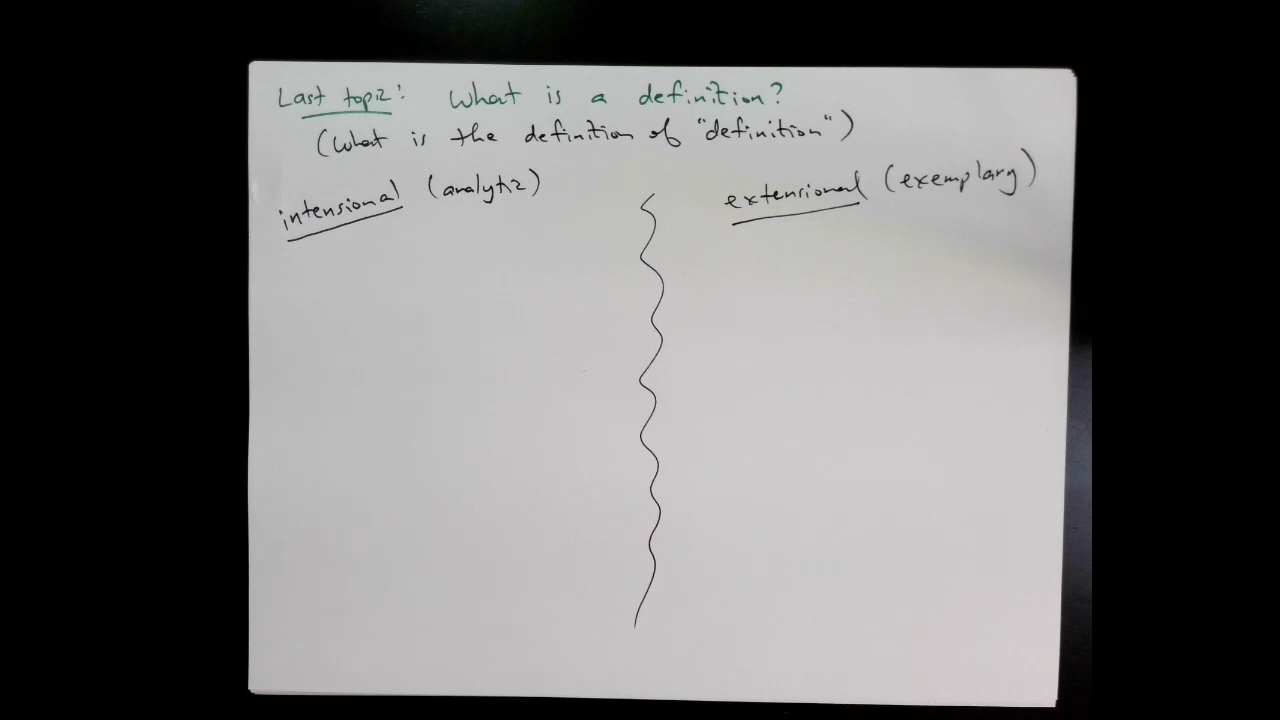 Last topic: What is a definition?
(What is the definition of "definition")
intensional (analytic)
extensional (exemplary)